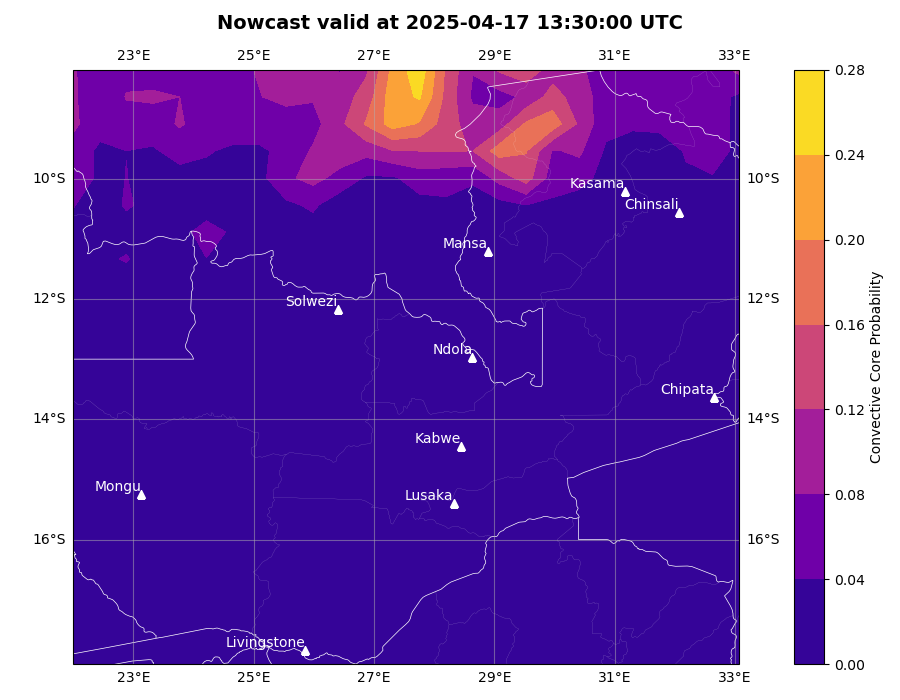 Nowcast valid at 2025-04-17 13:30:00 UTC
23°E 25°E 27°E 29°E 31°E 33°E
0.28
0.24
10°S Kasama 10°S
Chinsali
0.20
Mansa
12°S Solwezi 12°S
0.16
Ndola
Chipata
0.12
14°S 14°S
Kabwe
Mongu
Lusaka
0.08
16°S 16°S
0.04
Livingstone
0.00
23°E 25°E 27°E 29°E 31°E 33°E
Convective Core Probability